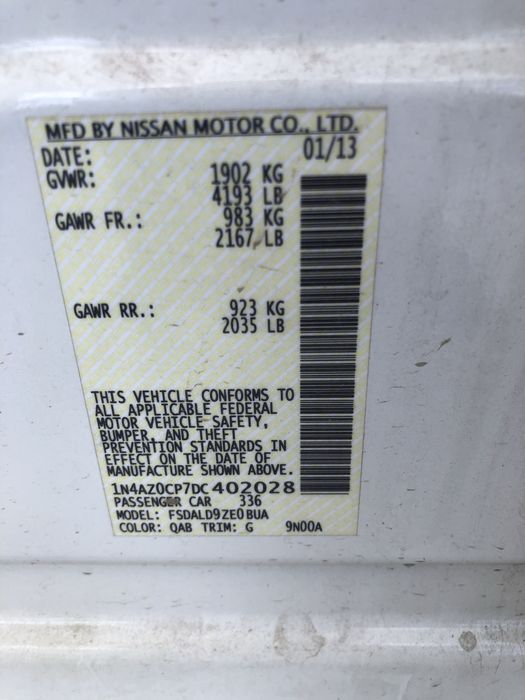 MFD BY NISSAN MOTOR CO., LTD.
DATE: 01/13
GVWR: 1902 KG
4193 LB
GAWR FR.: 983 KG
2167 LB
GAWR RR.: 923 KG
2035 LB
THIS VEHICLE CONFORMS TO
ALL APPLICABLE FEDERAL
MOTOR VEHICLE SAFETY,
BUMPER, AND THEFT
PREVENTION STANDARDS IN
EFFECT ON THE DATE OF
MANUFACTURE SHOWN ABOVE.
1N4AZ0CP7DC402028
PASSENGER CAR 336
MODEL: FSDALD9ZE0BUA
COLOR: QAB TRIM: G 9N00A